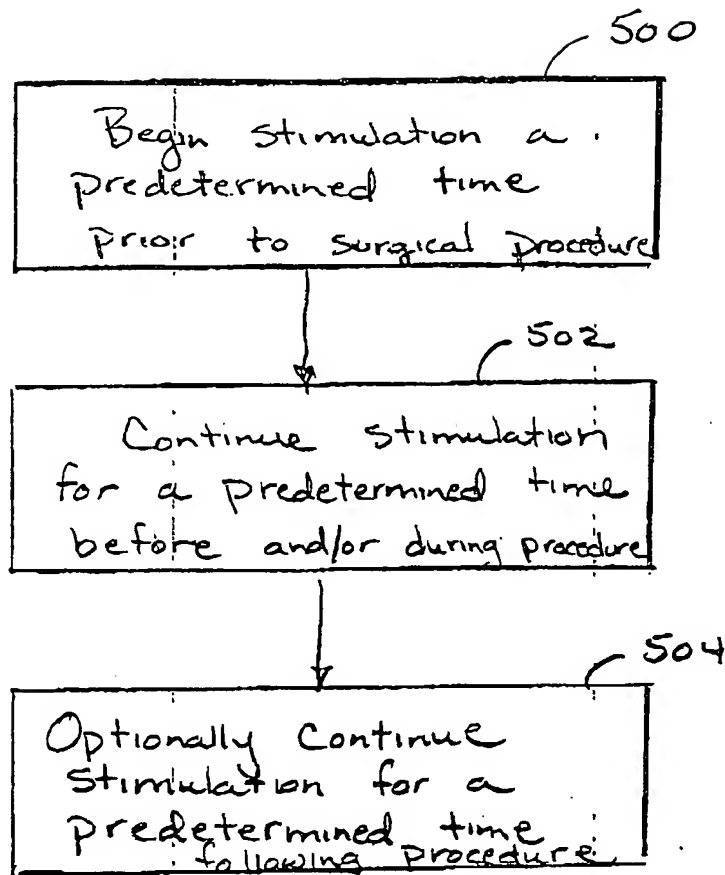 500
Begin stimulation a
predetermined time
prior to surgical procedure
502
Continue stimulation
for a predetermined time
before and/or during procedure
504
Optionally Continue
stimulation for a
predetermined time
following procedure